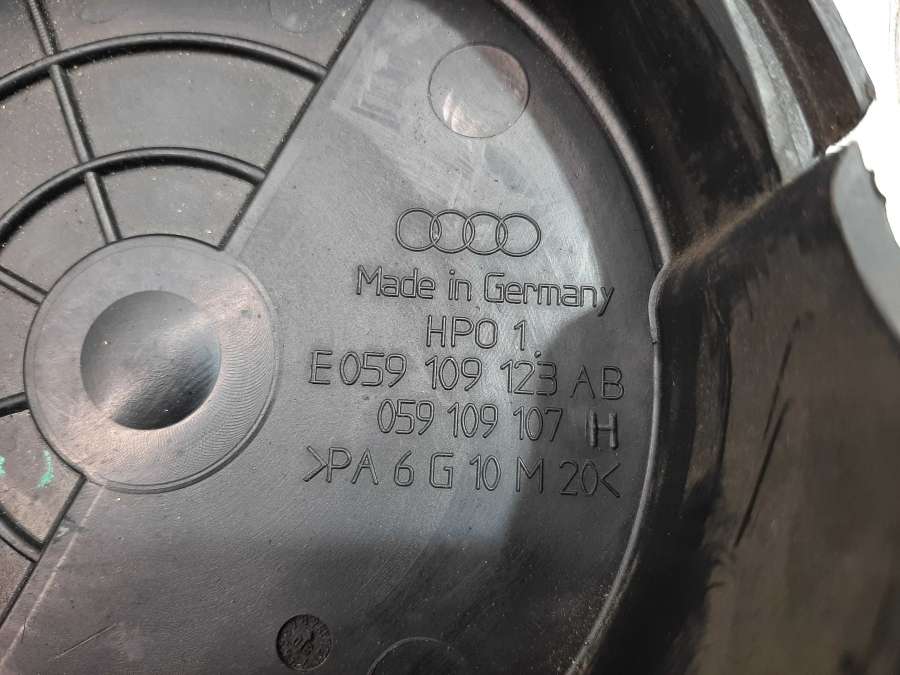 Made in Germany
HPO 1
E 059 109 123 AB
059 109 107 H
>PA 6 G 10 M 20<